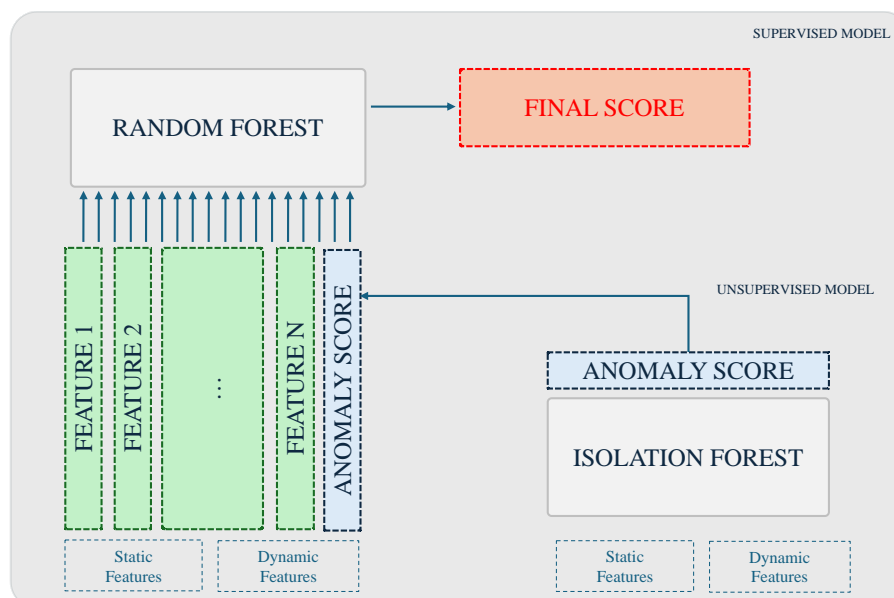 SUPERVISED MODEL
RANDOM FOREST
FINAL SCORE
FEATURE 1
FEATURE 2
...
FEATURE N
ANOMALY SCORE
UNSUPERVISED MODEL
ANOMALY SCORE
ISOLATION FOREST
Static
Features
Dynamic
Features
Static
Features
Dynamic
Features